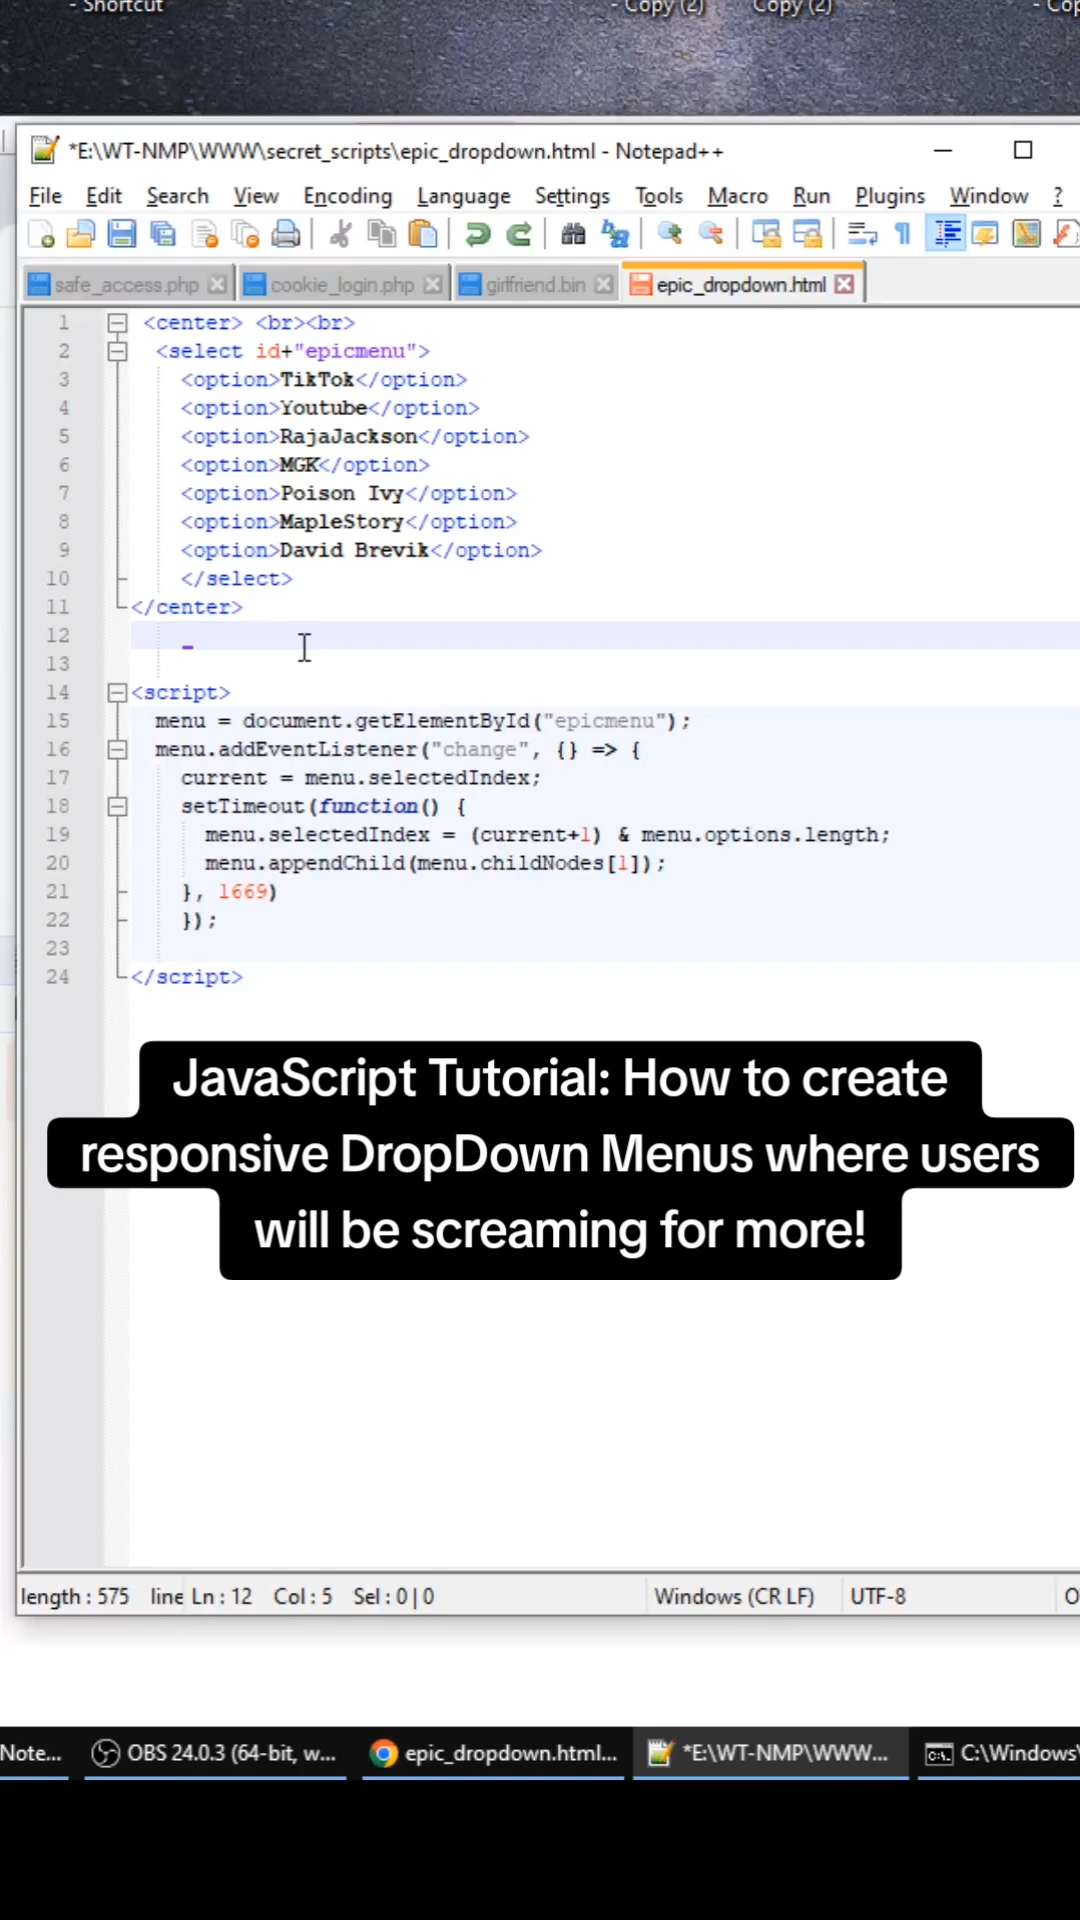 - Shortcut
- Copy (2)
Copy (2)
*E:\WT-NMP\WWW\secret_scripts\epic_dropdown.html - Notepad++
File Edit Search View Encoding Language Settings Tools Macro Run Plugins Window ?
safe_access.php cookie_login.php girlfriend.bin epic_dropdown.html
1 <center> <br><br>
2 <select id+"epicmenu">
3 <option>TikTok</option>
4 <option>Youtube</option>
5 <option>RajaJackson</option>
6 <option>MGK</option>
7 <option>Poison Ivy</option>
8 <option>MapleStory</option>
9 <option>David Brevik</option>
10 </select>
11 </center>
12 -
13
14 <script>
15 menu = document.getElementById("epicmenu");
16 menu.addEventListener("change", {} => {
17 current = menu.selectedIndex;
18 setTimeout(function() {
19 menu.selectedIndex = (current+1) & menu.options.length;
20 menu.appendChild(menu.childNodes[1]);
21 }, 1669)
22 });
23
24 </script>
JavaScript Tutorial: How to create
responsive DropDown Menus where users
will be screaming for more!
length : 575 line Ln : 12 Col : 5 Sel : 0 | 0 Windows (CR LF) UTF-8
Note... OBS 24.0.3 (64-bit, w... epic_dropdown.html... *E:\WT-NMP\WWW... C:\Windows\